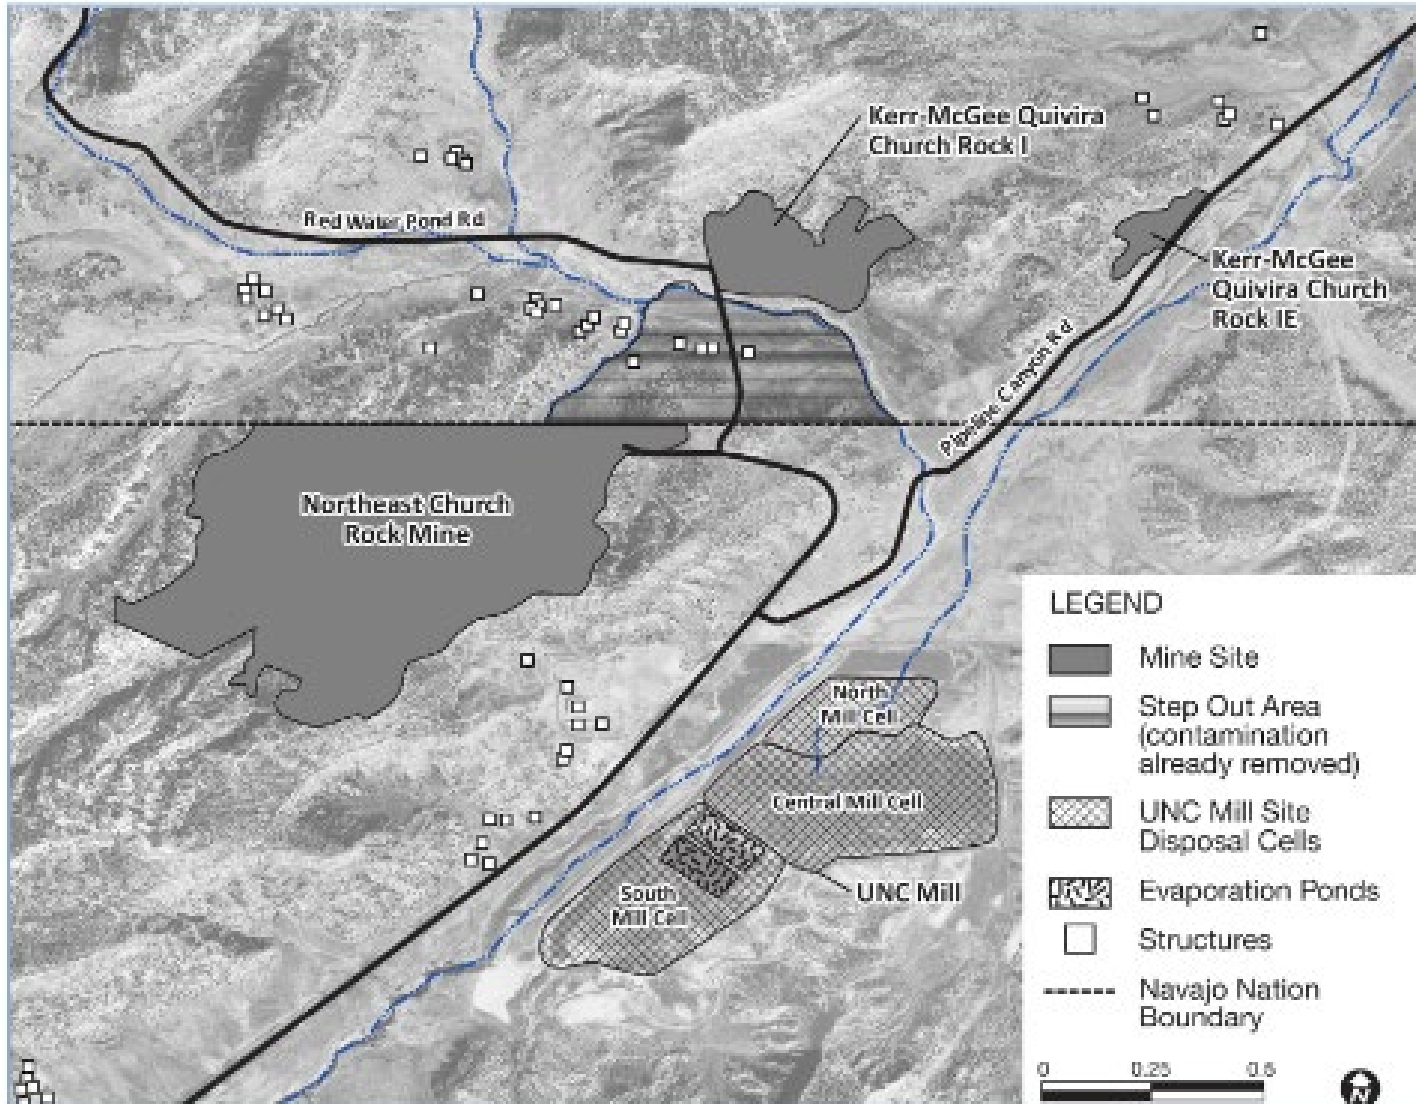 Kerr-McGee Quivira
Church Rock I
Red Water Pond Rd
Kerr-McGee
Quivira Church
Rock IE
Pipeline Canyon Rd
Northeast Church
Rock Mine
North
Mill Cell
Central Mill Cell
UNC Mill
South
Mill Cell
LEGEND
Mine Site
Step Out Area
(contamination
already removed)
UNC Mill Site
Disposal Cells
Evaporation Ponds
Structures
Navajo Nation
Boundary
0 0.25 0.5
N